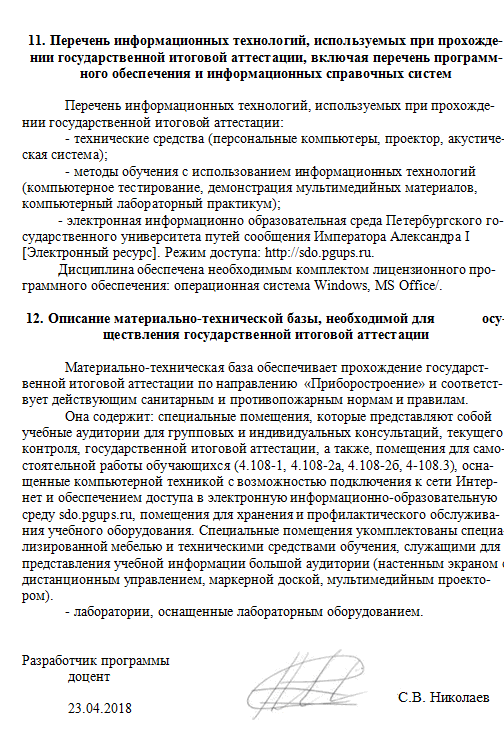 11. Перечень информационных технологий, используемых при прохожде-
нии государственной итоговой аттестации, включая перечень программ-
ного обеспечения и информационных справочных систем
Перечень информационных технологий, используемых при прохожде-
нии государственной итоговой аттестации:
- технические средства (персональные компьютеры, проектор, акустиче-
ская система);
- методы обучения с использованием информационных технологий
(компьютерное тестирование, демонстрация мультимедийных материалов,
компьютерный лабораторный практикум);
- электронная информационно образовательная среда Петербургского го-
сударственного университета путей сообщения Императора Александра I
[Электронный ресурс]. Режим доступа: http://sdo.pgups.ru.
Дисциплина обеспечена необходимым комплектом лицензионного про-
граммного обеспечения: операционная система Windows, MS Office/.
12. Описание материально-технической базы, необходимой для осу-
ществления государственной итоговой аттестации
Материально-техническая база обеспечивает прохождение государст-
венной итоговой аттестации по направлению «Приборостроение» и соответст-
вует действующим санитарным и противопожарным нормам и правилам.
Она содержит: специальные помещения, которые представляют собой
учебные аудитории для групповых и индивидуальных консультаций, текущего
контроля, государственной итоговой аттестации, а также, помещения для само-
стоятельной работы обучающихся (4.108-1, 4.108-2а, 4.108-2б, 4-108.3), осна-
щенные компьютерной техникой с возможностью подключения к сети Интер-
нет и обеспечением доступа в электронную информационно-образовательную
среду sdo.pgups.ru, помещения для хранения и профилактического обслужива-
ния учебного оборудования. Специальные помещения укомплектованы специа-
лизированной мебелью и техническими средствами обучения, служащими для
представления учебной информации большой аудитории (настенным экраном с
дистанционным управлением, маркерной доской, мультимедийным проекто-
ром).
- лаборатории, оснащенные лабораторным оборудованием.
Разработчик программы
доцент
С.В. Николаев
23.04.2018